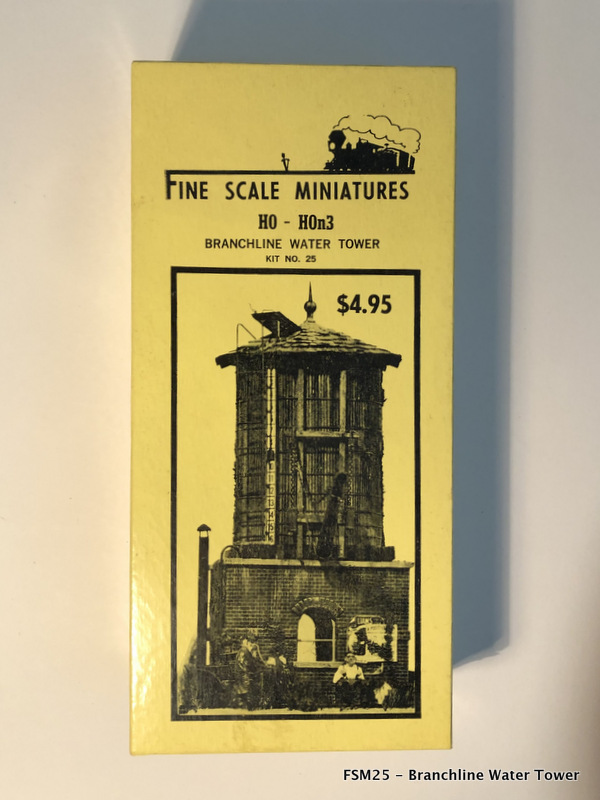 FINE SCALE MINIATURES
HO - HOn3
BRANCHLINE WATER TOWER
KIT NO. 25
$4.95
FSM25 - Branchline Water Tower